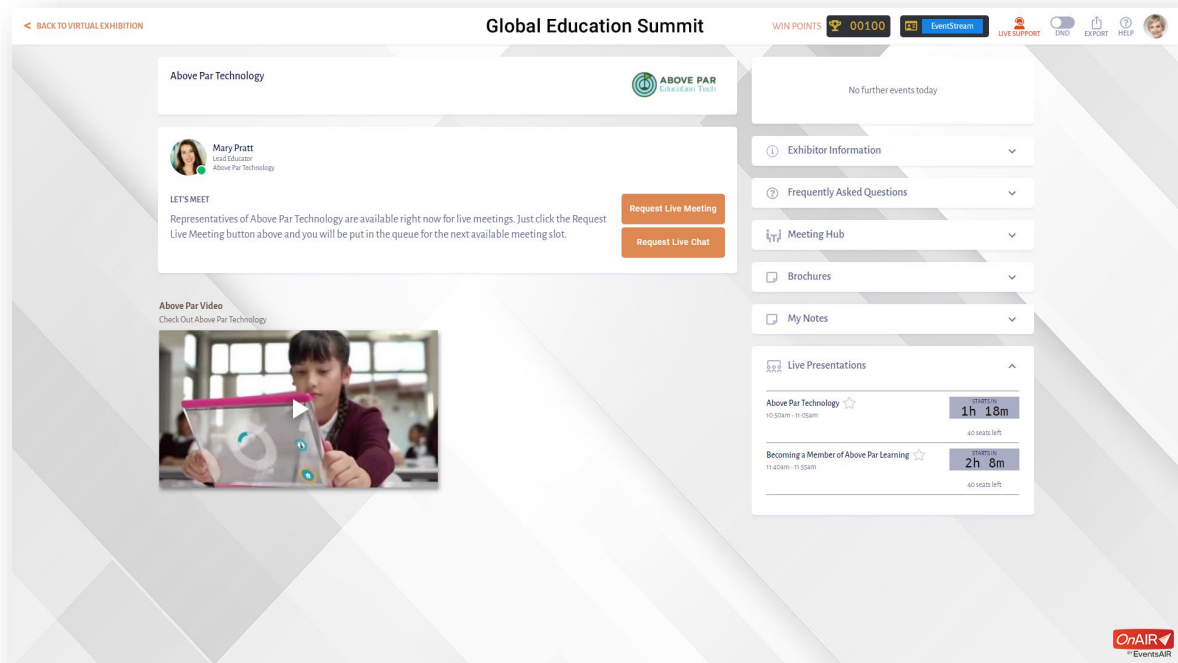 < BACK TO VIRTUAL EXHIBITION
Global Education Summit
WIN POINTS 00100
EventStream
LIVE SUPPORT
DND
EXPORT
HELP
Above Par Technology
ABOVE PAR
Education Tech
Mary Pratt
Lead Educator
Above Par Technology
LET'S MEET
Representatives of Above Par Technology are available right now for live meetings. Just click the Request
Live Meeting button above and you will be put in the queue for the next available meeting slot.
Request Live Meeting
Request Live Chat
Above Par Video
Check Out Above Par Technology
No further events today
Exhibitor Information
Frequently Asked Questions
Meeting Hub
Brochures
My Notes
Live Presentations
Above Par Technology
10:50am - 11:05am
STARTS IN
1h 18m
40 seats left
Becoming a Member of Above Par Learning
11:40am - 11:55am
STARTS IN
2h 8m
40 seats left
OnAIR
BY EventsAIR